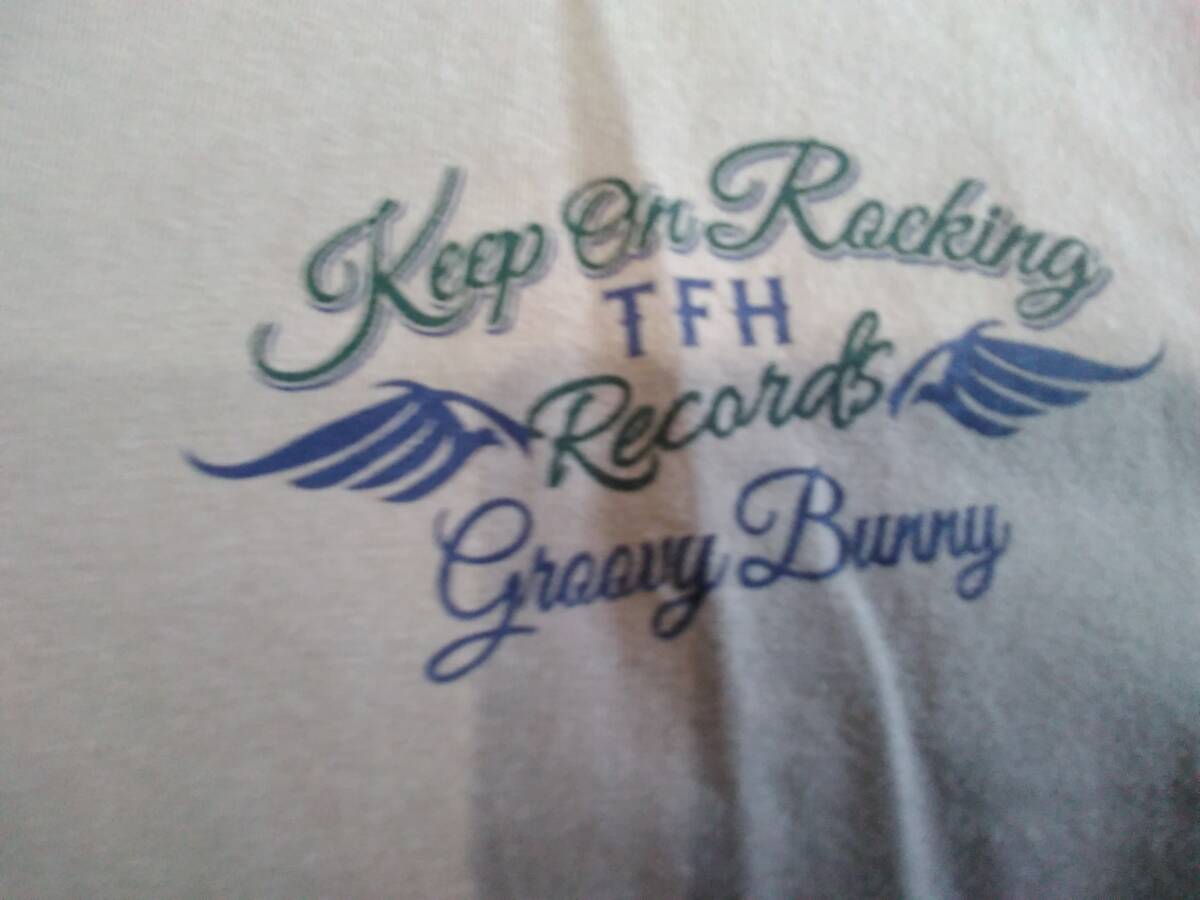 Keep On Rocking
TFH
Records
Groovy Bunny